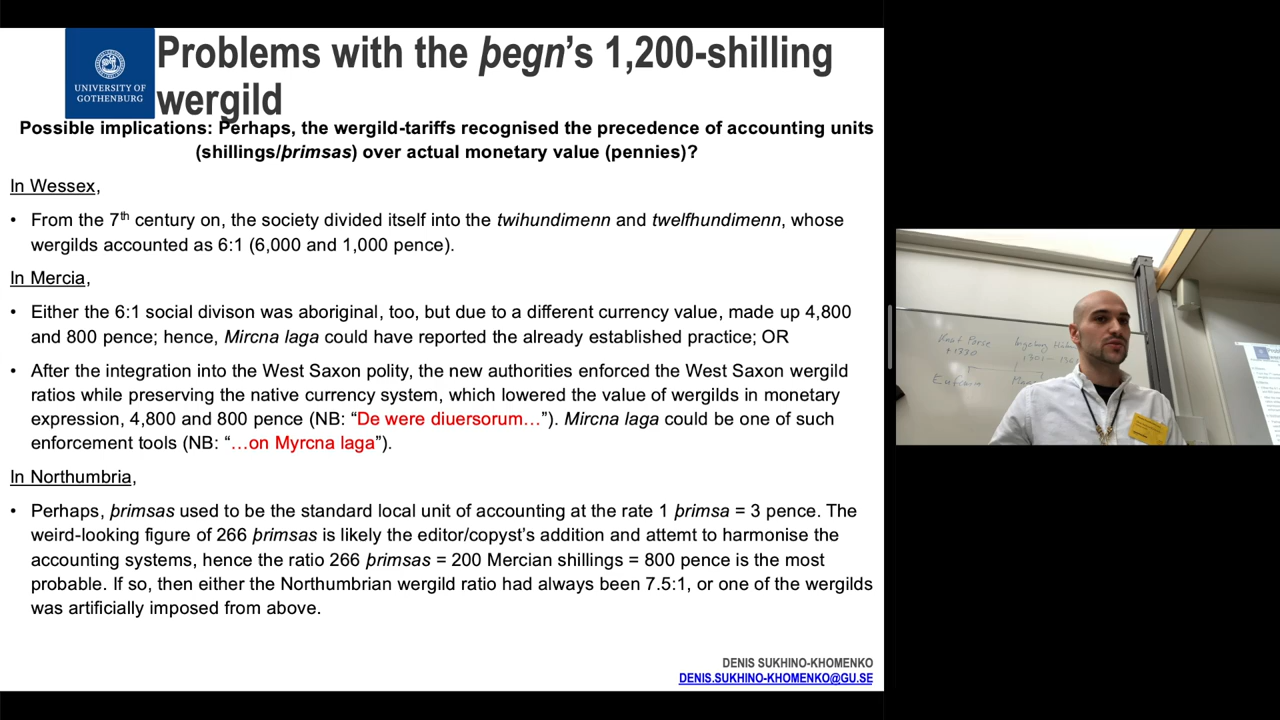 UNIVERSITY OF
GOTHENBURG
Problems with the þegn’s 1,200-shilling
wergild
Possible implications: Perhaps, the wergild-tariffs recognised the precedence of accounting units
(shillings/þrimsas) over actual monetary value (pennies)?
In Wessex,
• From the 7th century on, the society divided itself into the twihundimenn and twelfhundimenn, whose
wergilds accounted as 6:1 (6,000 and 1,000 pence).
In Mercia,
• Either the 6:1 social divison was aboriginal, too, but due to a different currency value, made up 4,800
and 800 pence; hence, Mircna laga could have reported the already established practice; OR
• After the integration into the West Saxon polity, the new authorities enforced the West Saxon wergild
ratios while preserving the native currency system, which lowered the value of wergilds in monetary
expression, 4,800 and 800 pence (NB: “De were diuersorum…”). Mircna laga could be one of such
enforcement tools (NB: “…on Myrcna laga”).
In Northumbria,
• Perhaps, þrimsas used to be the standard local unit of accounting at the rate 1 þrimsa = 3 pence. The
weird-looking figure of 266 þrimsas is likely the editor/copyst’s addition and attemt to harmonise the
accounting systems, hence the ratio 266 þrimsas = 200 Mercian shillings = 800 pence is the most
probable. If so, then either the Northumbrian wergild ratio had always been 7.5:1, or one of the wergilds
was artificially imposed from above.
DENIS SUKHINO-KHOMENKO
DENIS.SUKHINO-KHOMENKO@GU.SE